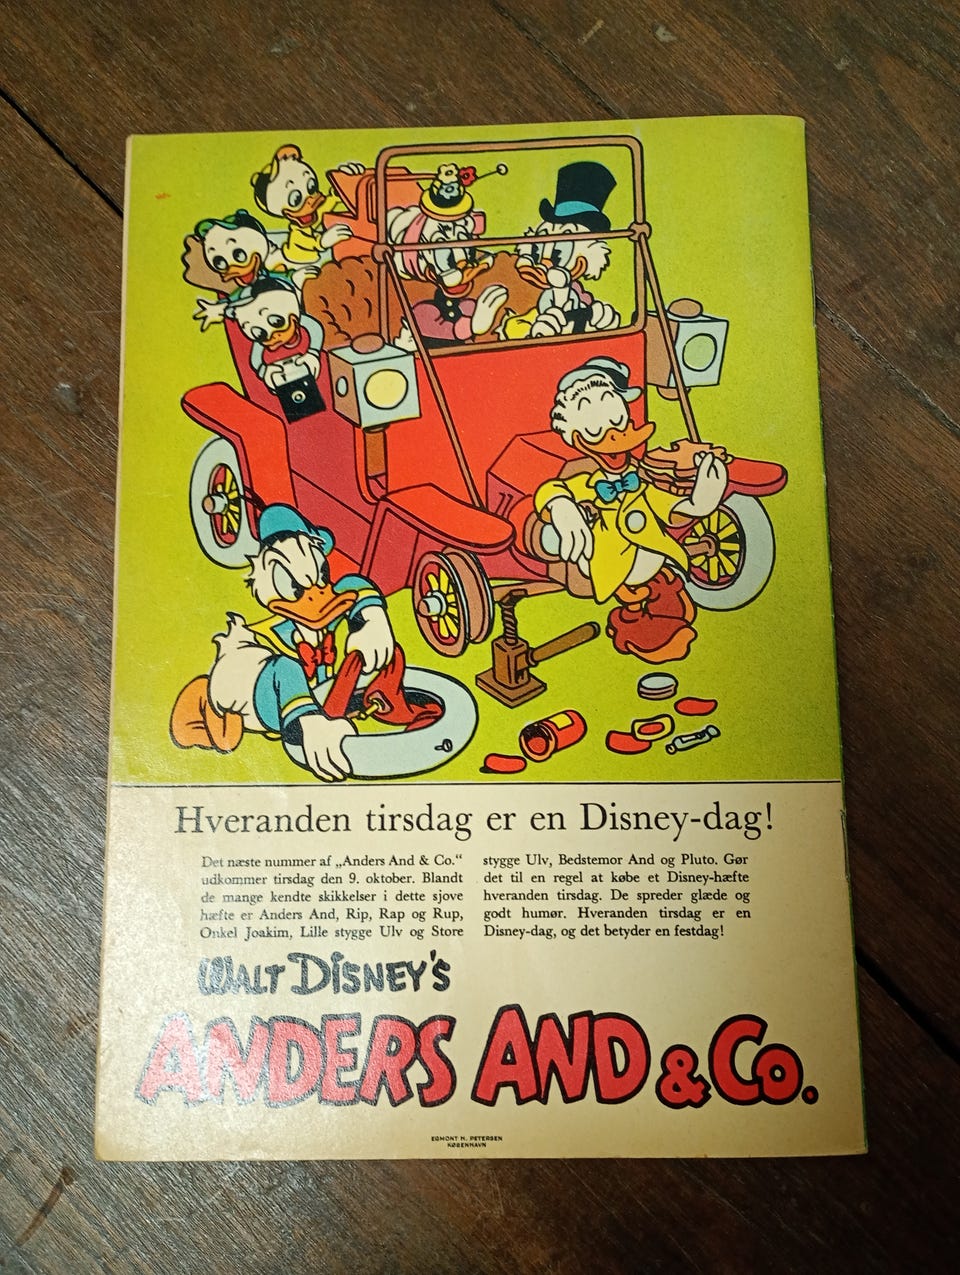 Hveranden tirsdag er en Disney-dag!
Det næste nummer af „Anders And & Co.“
udkommer tirsdag den 9. oktober. Blandt
de mange kendte skikkelser i dette sjove
hæfte er Anders And, Rip, Rap og Rup,
Onkel Joakim, Lille stygge Ulv og Store
stygge Ulv, Bedstemor And og Pluto. Gør
det til en regel at købe et Disney-hæfte
hveranden tirsdag. De spreder glæde og
godt humør. Hveranden tirsdag er en
Disney-dag, og det betyder en festdag!
WALT DISNEY'S
ANDERS AND & CO.
EGMONT H. PETERSEN
KØBENHAVN